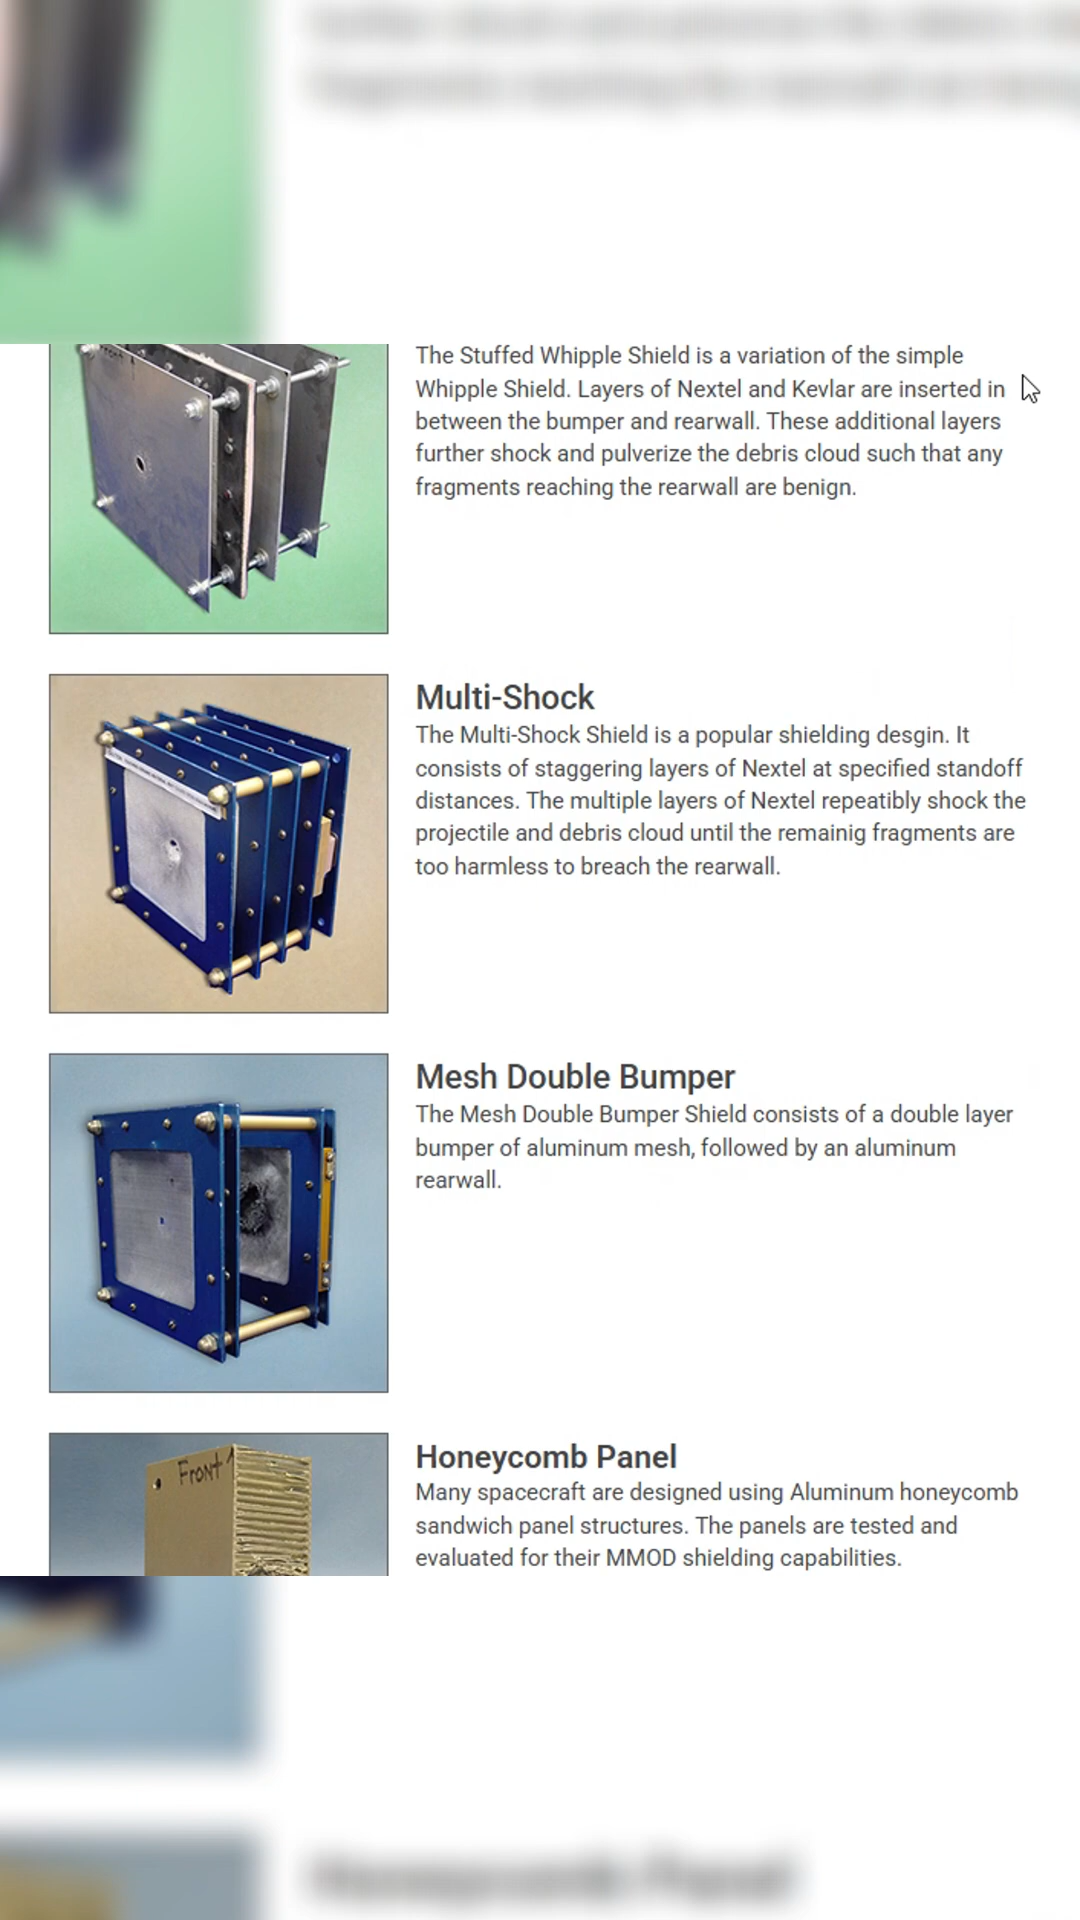 The Stuffed Whipple Shield is a variation of the simple
Whipple Shield. Layers of Nextel and Kevlar are inserted in
between the bumper and rearwall. These additional layers
further shock and pulverize the debris cloud such that any
fragments reaching the rearwall are benign.
Multi-Shock
The Multi-Shock Shield is a popular shielding desgin. It
consists of staggering layers of Nextel at specified standoff
distances. The multiple layers of Nextel repeatibly shock the
projectile and debris cloud until the remainig fragments are
too harmless to breach the rearwall.
Mesh Double Bumper
The Mesh Double Bumper Shield consists of a double layer
bumper of aluminum mesh, followed by an aluminum
rearwall.
Front
Honeycomb Panel
Many spacecraft are designed using Aluminum honeycomb
sandwich panel structures. The panels are tested and
evaluated for their MMOD shielding capabilities.
Honeycomb Panel